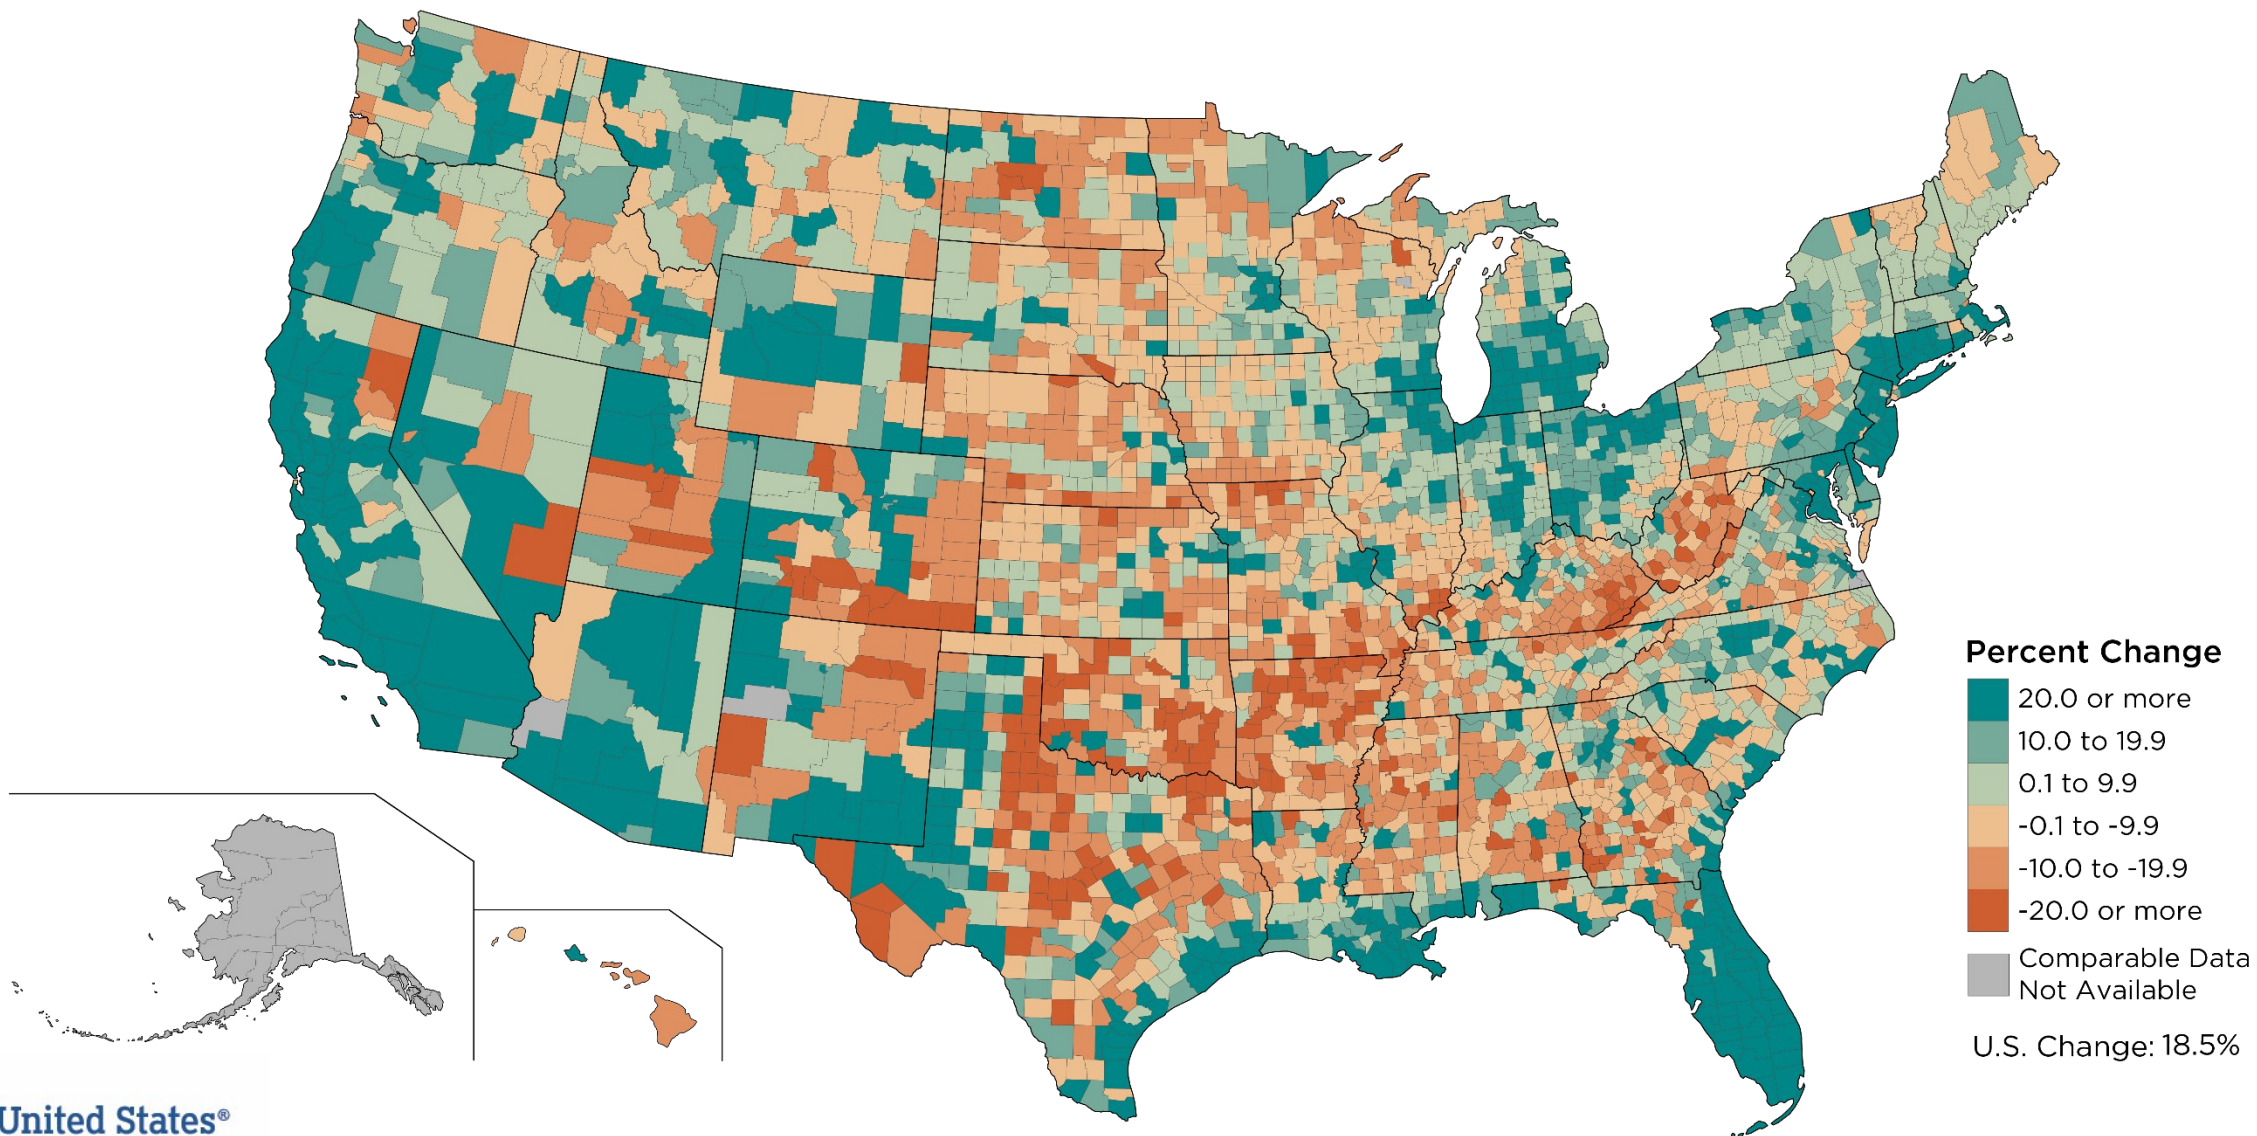 Percent Change
20.0 or more
10.0 to 19.9
0.1 to 9.9
-0.1 to -9.9
-10.0 to -19.9
-20.0 or more
Comparable Data
Not Available
U.S. Change: 18.5%
United States®